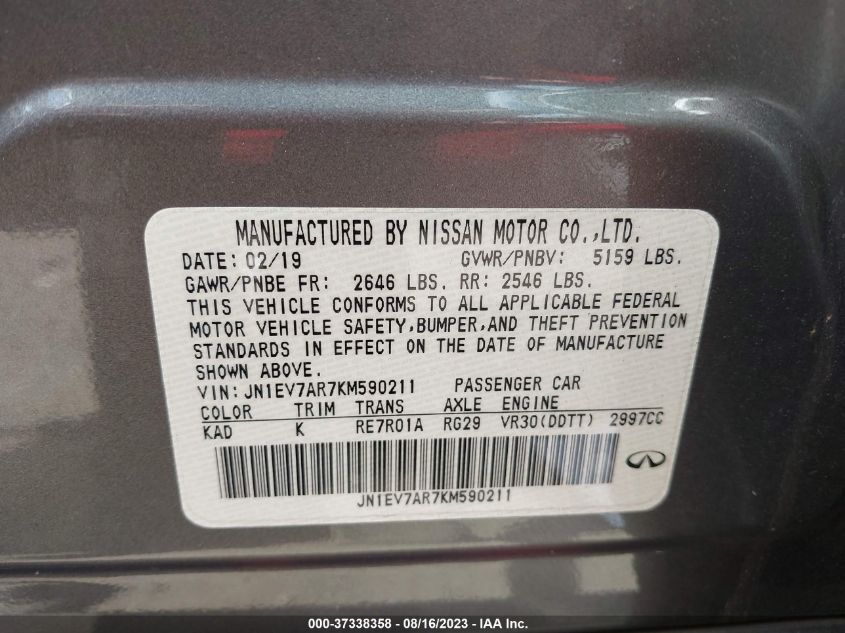 MANUFACTURED BY NISSAN MOTOR CO.,LTD.
DATE: 02/19 GVWR/PNBV: 5159 LBS.
GAWR/PNBE FR: 2646 LBS. RR: 2546 LBS.
THIS VEHICLE CONFORMS TO ALL APPLICABLE FEDERAL
MOTOR VEHICLE SAFETY,BUMPER,AND THEFT PREVENTION
STANDARDS IN EFFECT ON THE DATE OF MANUFACTURE
SHOWN ABOVE.
VIN: JN1EV7AR7KM590211 PASSENGER CAR
COLOR TRIM TRANS AXLE ENGINE
KAD K RE7R01A RG29 VR30(DDTT) 2997CC
JN1EV7AR7KM590211
000-37338358 - 08/16/2023 - IAA Inc.